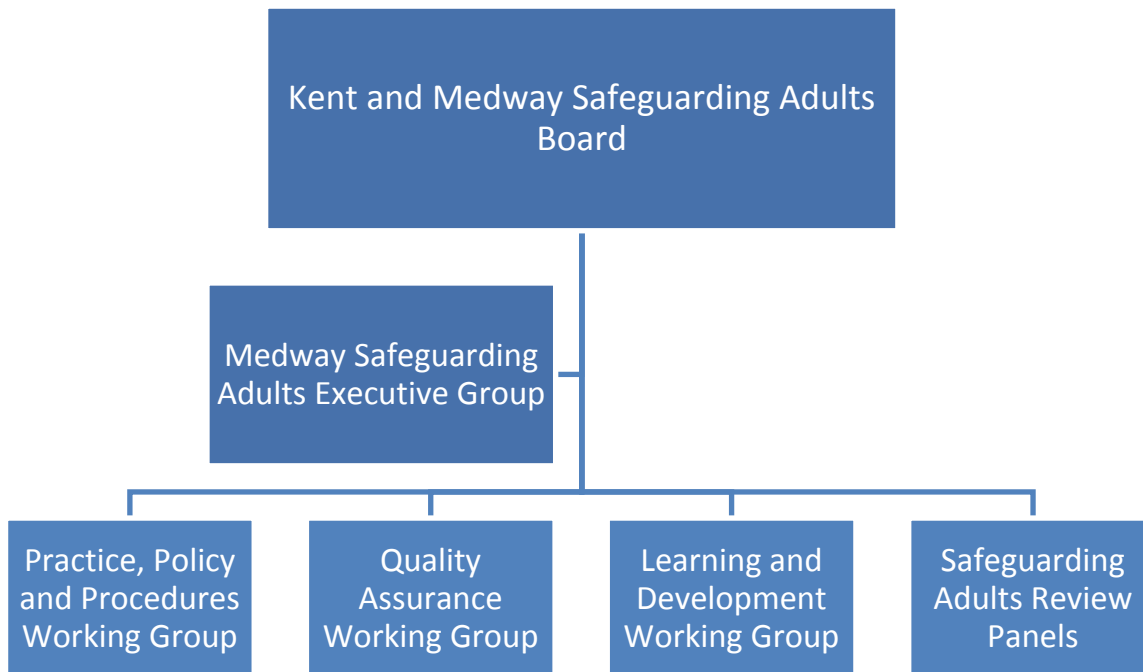 Kent and Medway Safeguarding Adults
Board
Medway Safeguarding
Adults Executive Group
Practice, Policy
and Procedures
Working Group
Quality
Assurance
Working Group
Learning and
Development
Working Group
Safeguarding
Adults Review
Panels